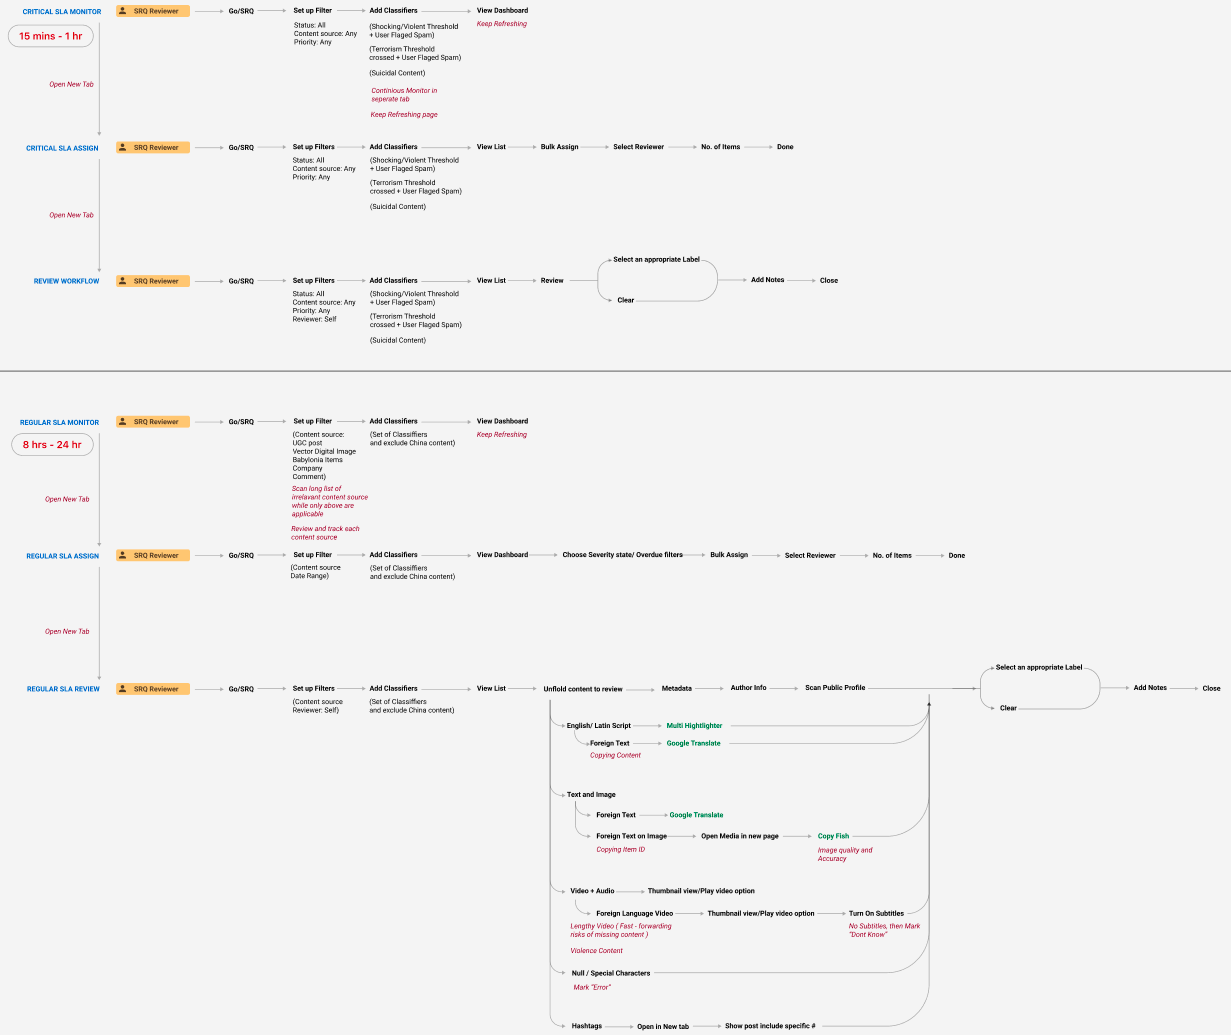 CRITICAL SLA MONITOR
SRQ Reviewer
Go/SRQ
Set up Filter
Add Classifiers
View Dashboard
15 mins - 1 hr
Status: All
Content source: Any
Priority: Any
(Shocking/Violent Threshold
+ User Flaged Spam)
(Terrorism Threshold
crossed + User Flaged Spam)
(Suicidal Content)
Keep Refreshing
Continious Monitor in
seperate tab
Keep Refreshing page
Open New Tab
CRITICAL SLA ASSIGN
SRQ Reviewer
Go/SRQ
Set up Filters
Add Classifiers
View List
Bulk Assign
Select Reviewer
No. of Items
Done
Status: All
Content source: Any
Priority: Any
(Shocking/Violent Threshold
+ User Flaged Spam)
(Terrorism Threshold
crossed + User Flaged Spam)
(Suicidal Content)
Open New Tab
REVIEW WORKFLOW
SRQ Reviewer
Go/SRQ
Set up Filters
Add Classifiers
View List
Review
Select an appropriate Label
Clear
Add Notes
Close
Status: All
Content source: Any
Priority: Any
Reviewer: Self
(Shocking/Violent Threshold
+ User Flaged Spam)
(Terrorism Threshold
crossed + User Flaged Spam)
(Suicidal Content)
REGULAR SLA MONITOR
SRQ Reviewer
Go/SRQ
Set up Filter
Add Classifiers
View Dashboard
8 hrs - 24 hr
(Content source:
UGC post
Vector Digital Image
Babylonia Items
Company
Comment)
(Set of Classiffiers
and exclude China content)
Keep Refreshing
Scan long list of
irrelavant content source
while only above are
applicable
Review and track each
content source
Open New Tab
REGULAR SLA ASSIGN
SRQ Reviewer
Go/SRQ
Set up Filter
Add Classifiers
View Dashboard
Choose Severity state/ Overdue filters
Bulk Assign
Select Reviewer
No. of Items
Done
(Content source
Date Range)
(Set of Classiffiers
and exclude China content)
Open New Tab
REGULAR SLA REVIEW
SRQ Reviewer
Go/SRQ
Set up Filters
Add Classifiers
View List
Unflold content to review
Metadata
Author Info
Scan Public Profile
Select an appropriate Label
Clear
Add Notes
Close
(Content source
Reviewer: Self)
(Set of Classiffiers
and exclude China content)
English/ Latin Script
Multi Hightlighter
Foreign Text
Google Translate
Copying Content
Text and Image
Foreign Text
Google Translate
Foreign Text on Image
Open Media in new page
Copy Fish
Copying Item ID
Image quality and
Accuracy
Video + Audio
Thumbnail view/Play video option
Foreign Language Video
Thumbnail view/Play video option
Turn On Subtitles
Lengthy Video ( Fast - forwarding
risks of missing content )
No Subtitles, then Mark
"Dont Know"
Violence Content
Null / Special Characters
Mark "Error"
Hashtags
Open in New tab
Show post include specific #